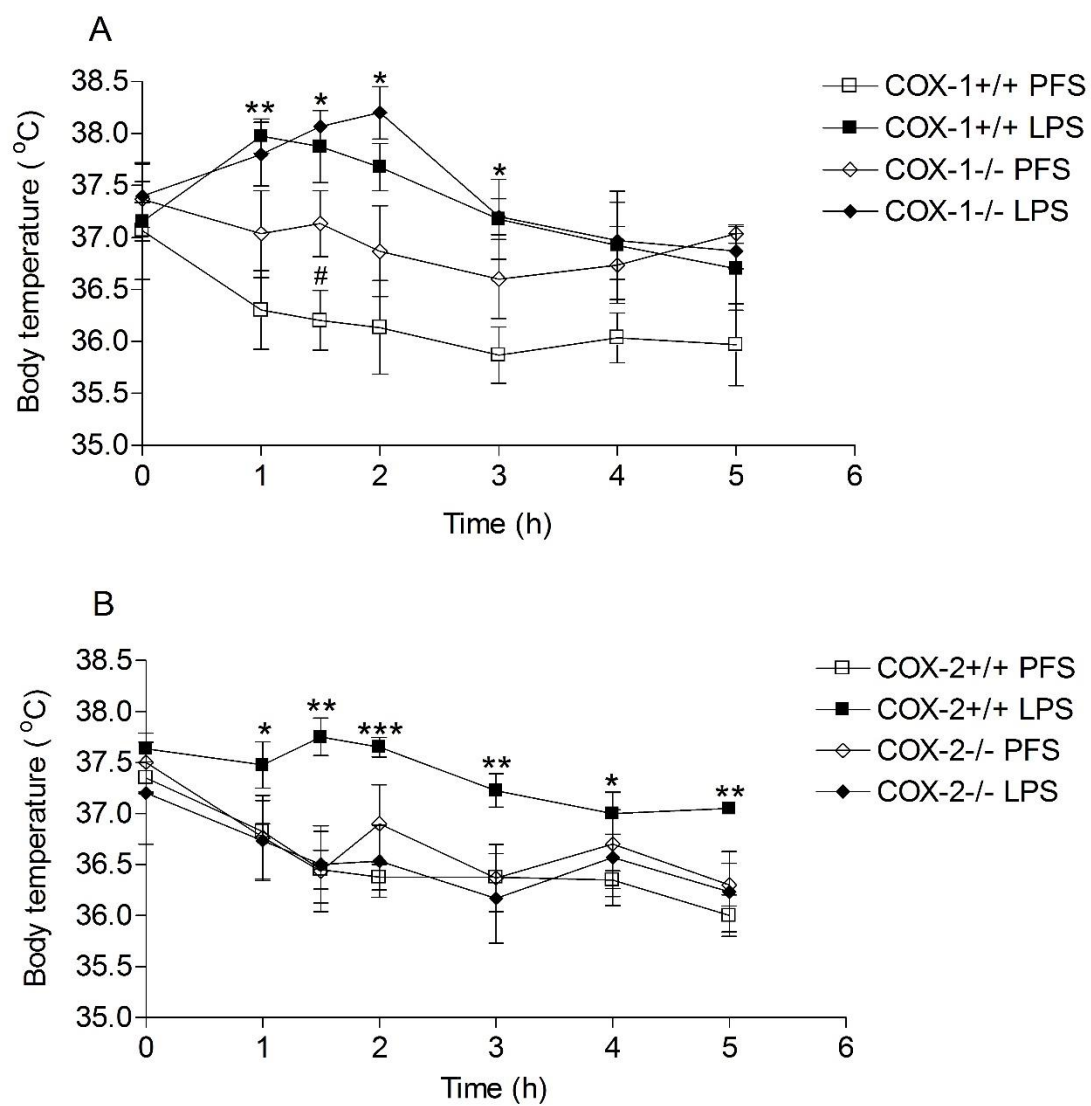 A
38.5
38.0
37.5
37.0
36.5
36.0
35.5
35.0
Body temperature ( °C)
** * * *
#
0 1 2 3 4 5 6
Time (h)
COX-1+/+ PFS
COX-1+/+ LPS
COX-1-/- PFS
COX-1-/- LPS
B
38.5
38.0
37.5
37.0
36.5
36.0
35.5
35.0
Body temperature ( °C)
* ** *** ** * **
0 1 2 3 4 5 6
Time (h)
COX-2+/+ PFS
COX-2+/+ LPS
COX-2-/- PFS
COX-2-/- LPS